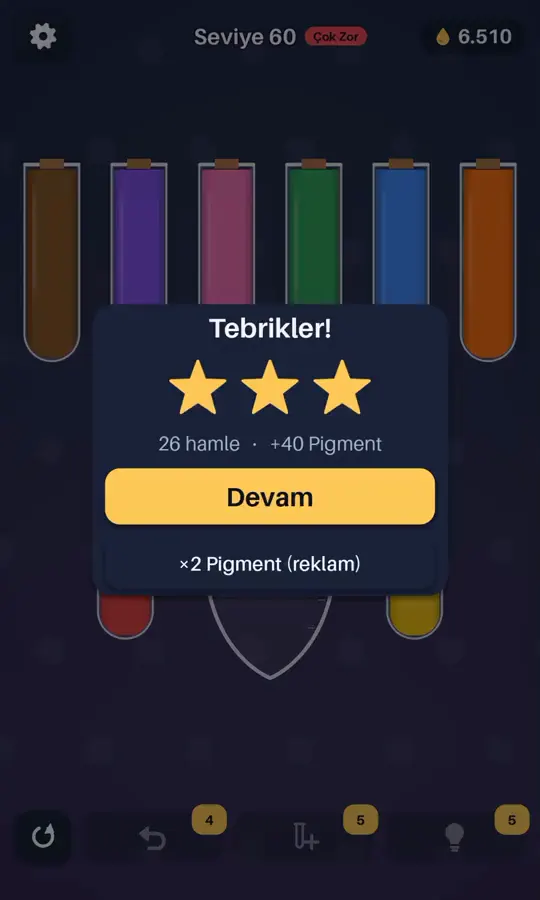 Seviye 60 Çok Zor 6.510
Tebrikler!
26 hamle · +40 Pigment
Devam
×2 Pigment (reklam)
4 5 5